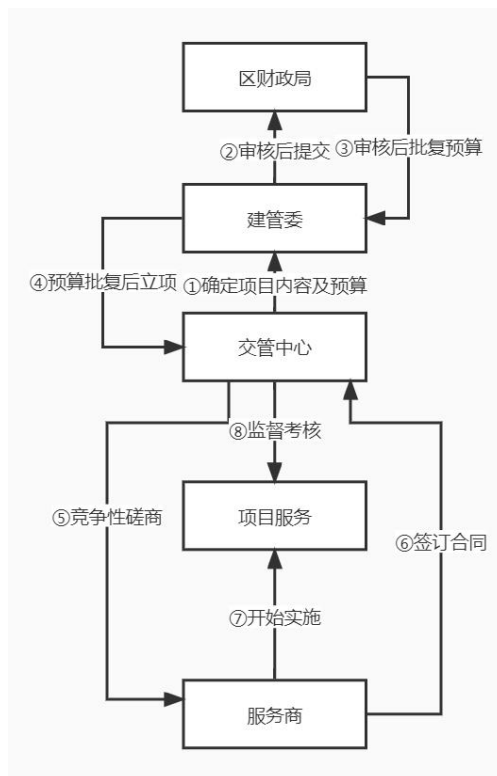 区财政局
②审核后提交
③审核后批复预算
建管委
④预算批复后立项
①确定项目内容及预算
交管中心
⑧监督考核
⑤竞争性磋商
项目服务
⑥签订合同
⑦开始实施
服务商